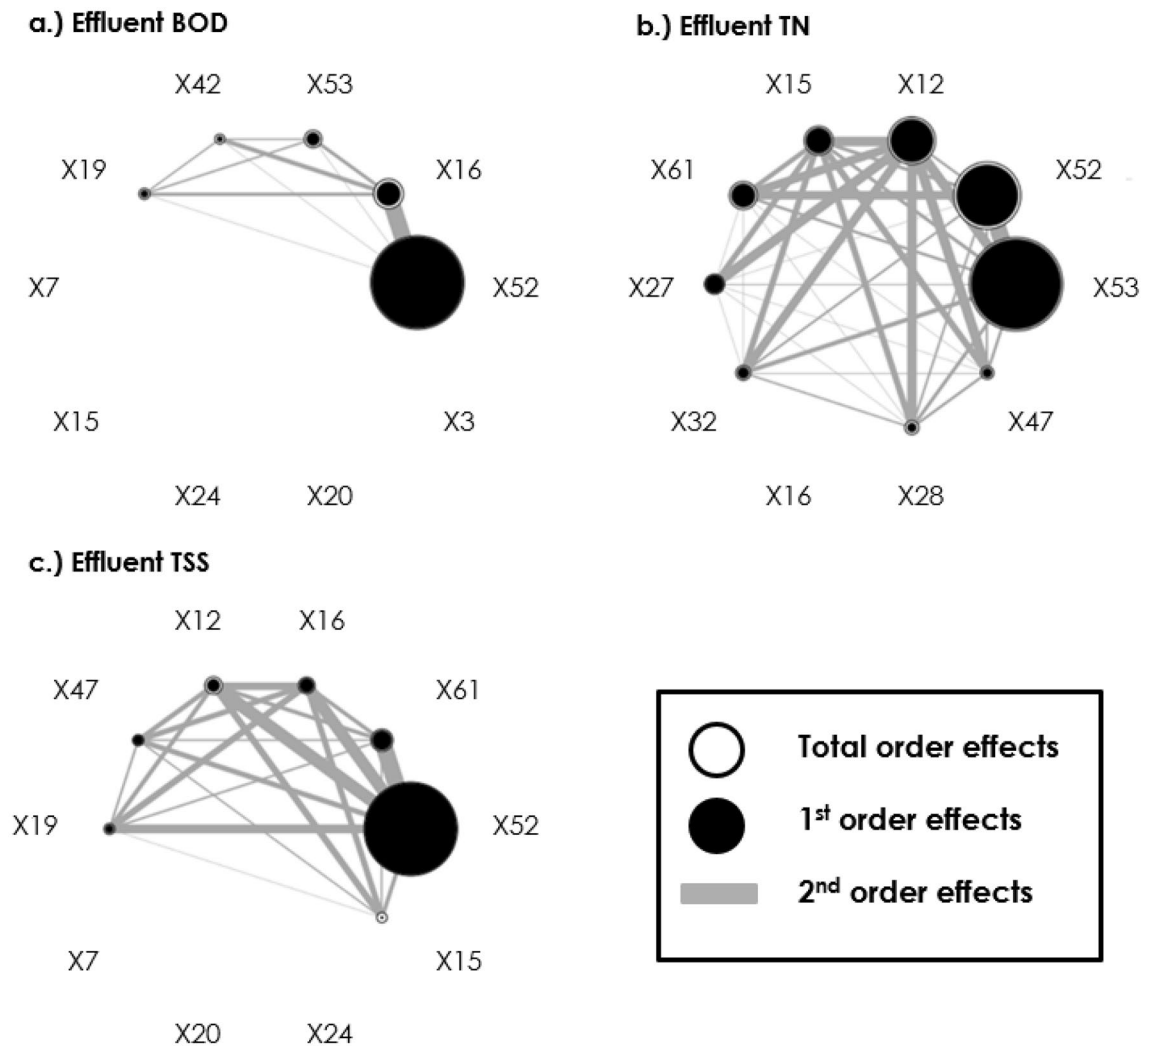 a.) Effluent BOD
X42
X53
X19
X16
X7
X52
X15
X3
X24
X20
b.) Effluent TN
X15
X12
X61
X52
X27
X53
X32
X47
X16
X28
c.) Effluent TSS
X12
X16
X47
X61
X19
X52
X7
X15
X20
X24
Total order effects
1st order effects
2nd order effects